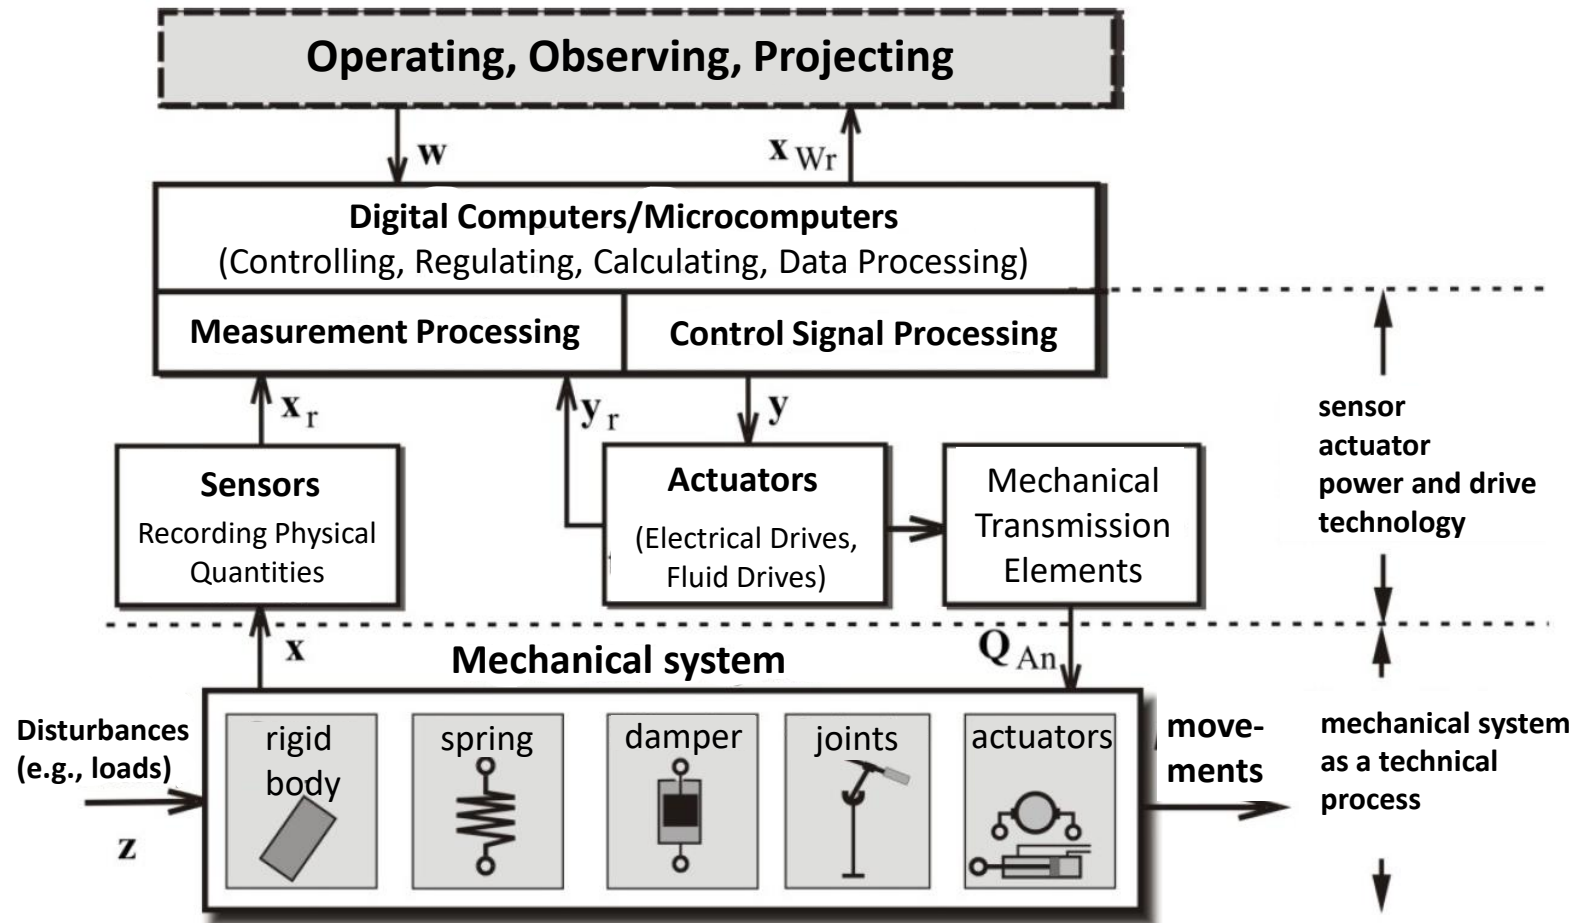 Operating, Observing, Projecting
w
x Wr
Digital Computers/Microcomputers
(Controlling, Regulating, Calculating, Data Processing)
Measurement Processing
Control Signal Processing
x r
y r
y
Sensors
Recording Physical
Quantities
Actuators
(Electrical Drives,
Fluid Drives)
Mechanical
Transmission
Elements
sensor
actuator
power and drive
technology
x
Mechanical system
Q An
Disturbances
(e.g., loads)
z
rigid
body
spring
damper
joints
actuators
move-
ments
mechanical system
as a technical
process